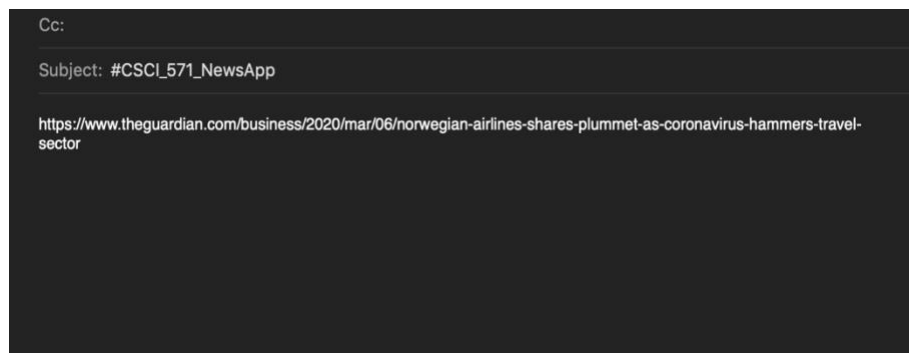 Cc:
Subject: #CSCI_571_NewsApp
https://www.theguardian.com/business/2020/mar/06/norwegian-airlines-shares-plummet-as-coronavirus-hammers-travel-
sector